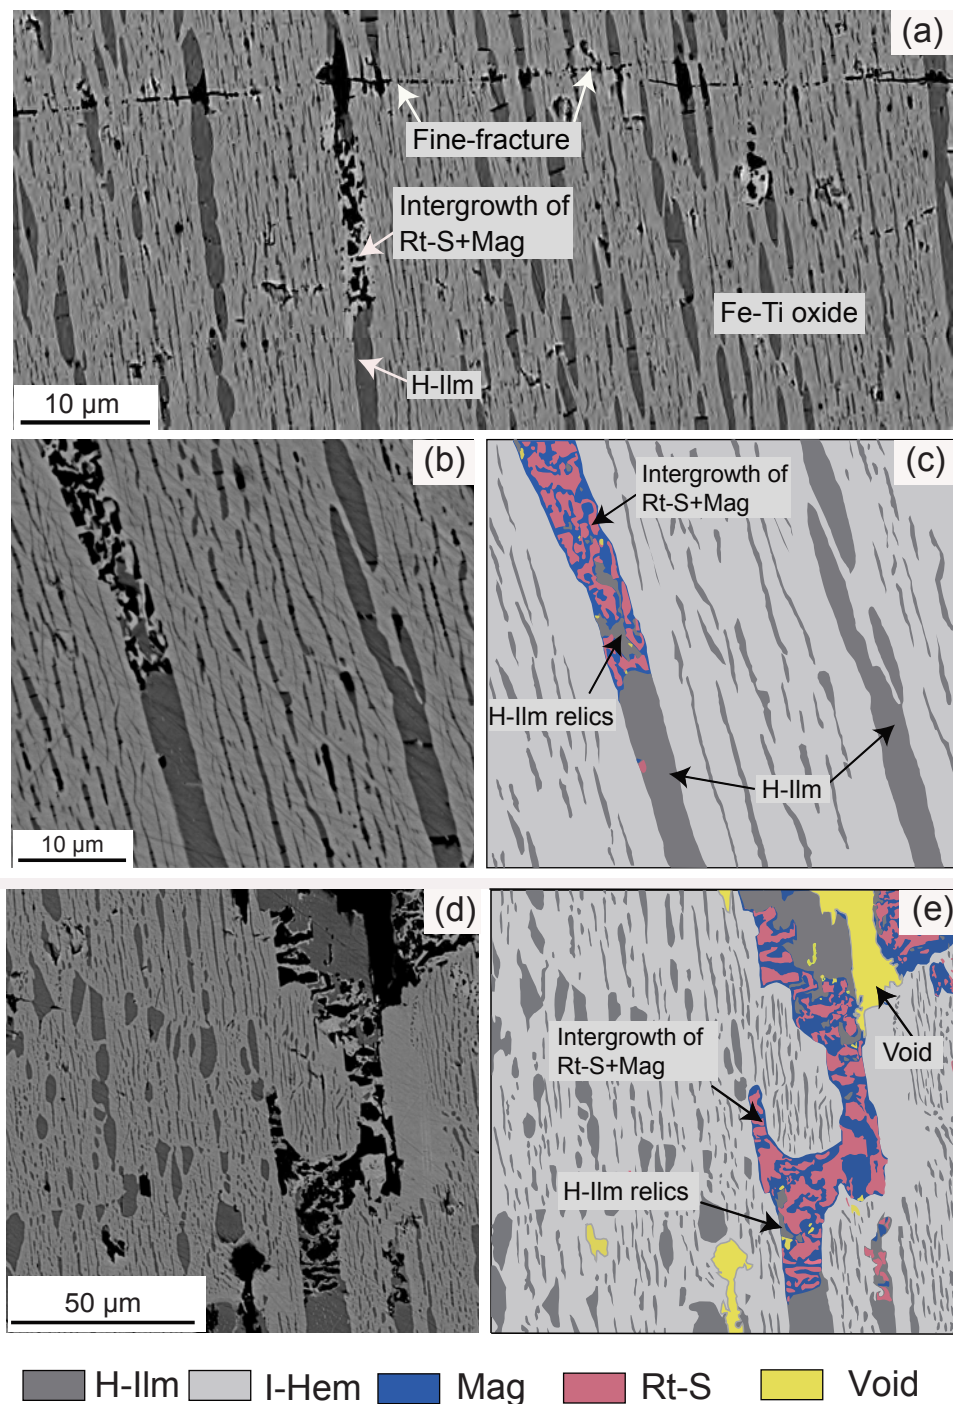 (a)
Fine-fracture
Intergrowth of
Rt-S+Mag
Fe-Ti oxide
H-Ilm
10 µm
(b)
10 µm
(c)
Intergrowth of
Rt-S+Mag
H-Ilm relics
H-Ilm
(d)
50 µm
(e)
Intergrowth of
Rt-S+Mag
Void
H-Ilm relics
H-Ilm
I-Hem
Mag
Rt-S
Void